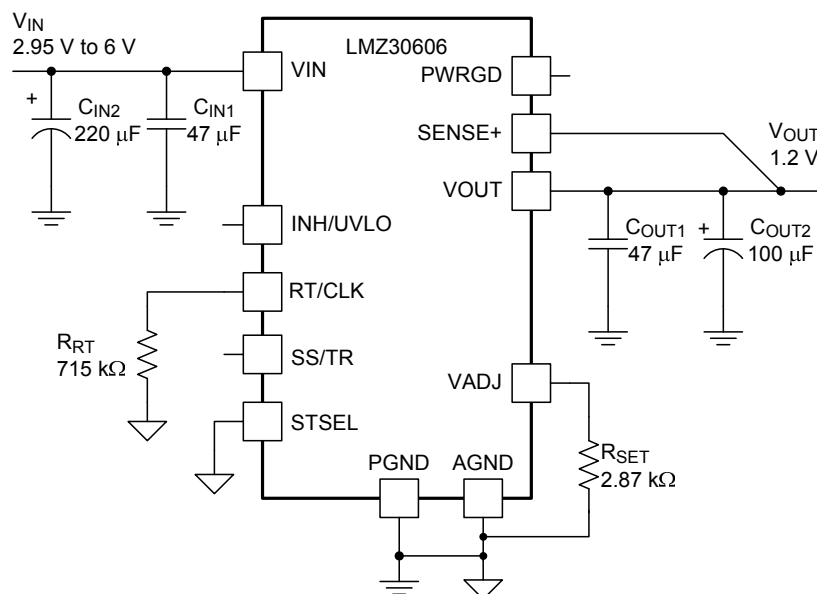 VIN
2.95 V to 6 V
LMZ30606
VIN
PWRGD
+
CIN2
220 μF
CIN1
47 μF
SENSE+
VOUT
1.2 V
VOUT
INH/UVLO
COUT1
47 μF
+
COUT2
100 μF
RT/CLK
RRT
715 kΩ
SS/TR
VADJ
STSEL
PGND
AGND
RSET
2.87 kΩ